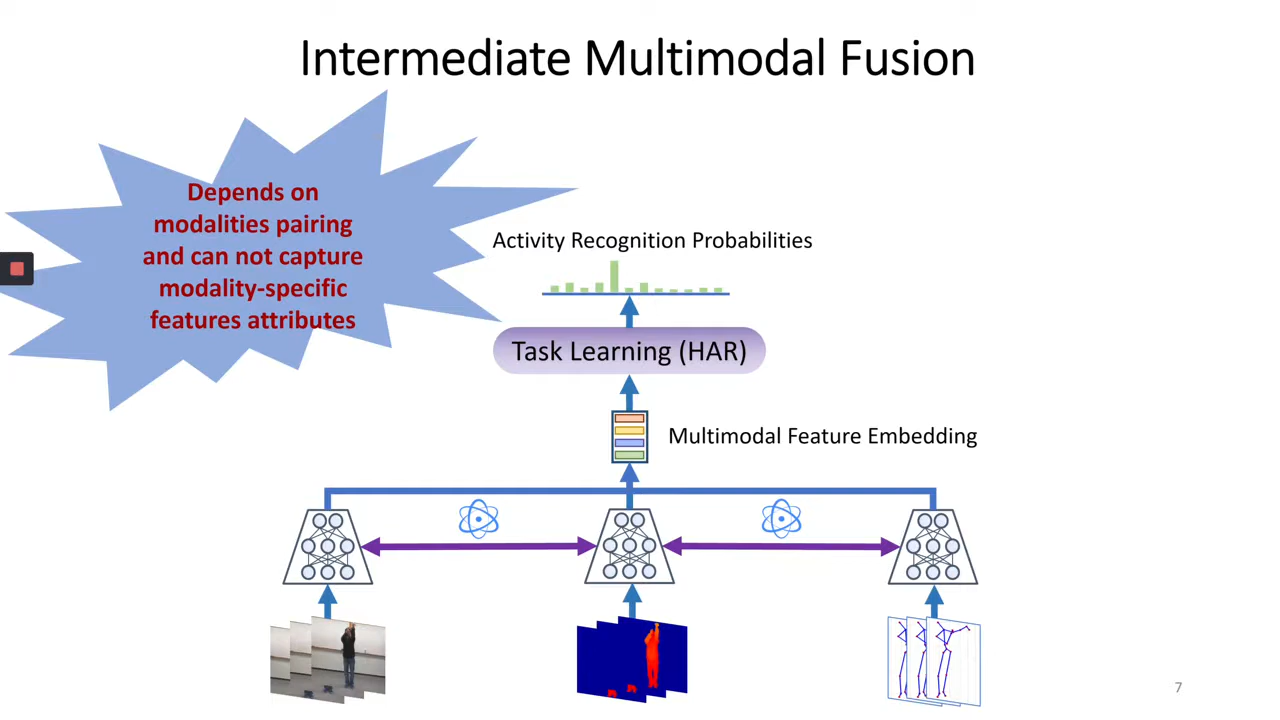 Intermediate Multimodal Fusion
Depends on
modalities pairing
and can not capture
modality-specific
features attributes
Activity Recognition Probabilities
Task Learning (HAR)
Multimodal Feature Embedding
7